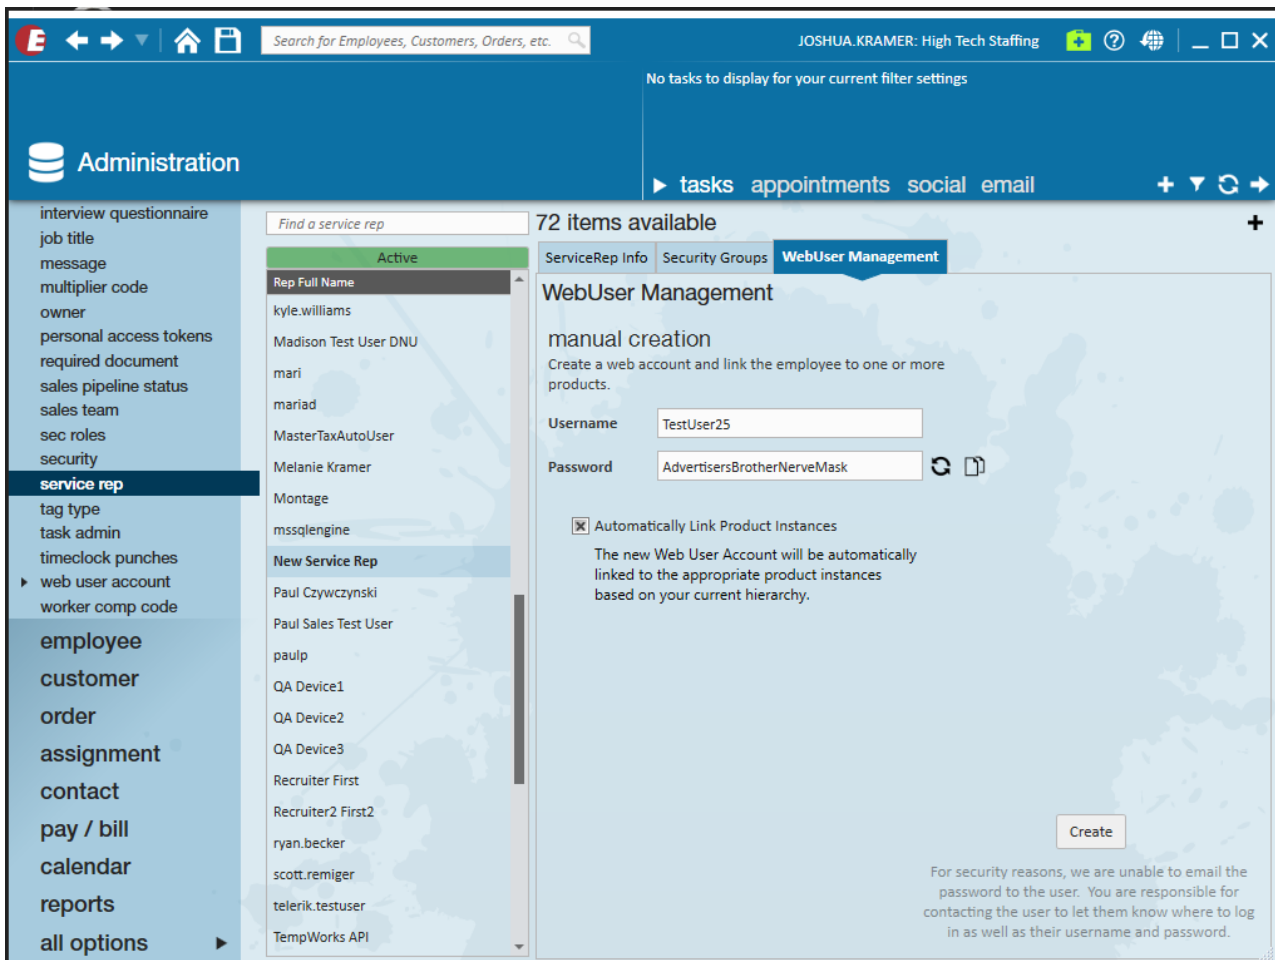 E
Search for Employees, Customers, Orders, etc.
JOSHUA.KRAMER: High Tech Staffing
No tasks to display for your current filter settings
Administration
tasks appointments social email
interview questionnaire
job title
message
multiplier code
owner
personal access tokens
required document
sales pipeline status
sales team
sec roles
security
service rep
tag type
task admin
timeclock punches
web user account
worker comp code
employee
customer
order
assignment
contact
pay / bill
calendar
reports
all options
Find a service rep
Active
Rep Full Name
kyle.williams
Madison Test User DNU
mari
mariad
MasterTaxAutoUser
Melanie Kramer
Montage
mssqlengine
New Service Rep
Paul Czywczynski
Paul Sales Test User
paulp
QA Device1
QA Device2
QA Device3
Recruiter First
Recruiter2 First2
ryan.becker
scott.remiger
telerik.testuser
TempWorks API
72 items available
ServiceRep Info Security Groups WebUser Management
WebUser Management
manual creation
Create a web account and link the employee to one or more
products.
Username TestUser25
Password AdvertisersBrotherNerveMask
Automatically Link Product Instances
The new Web User Account will be automatically
linked to the appropriate product instances
based on your current hierarchy.
Create
For security reasons, we are unable to email the
password to the user. You are responsible for
contacting the user to let them know where to log
in as well as their username and password.